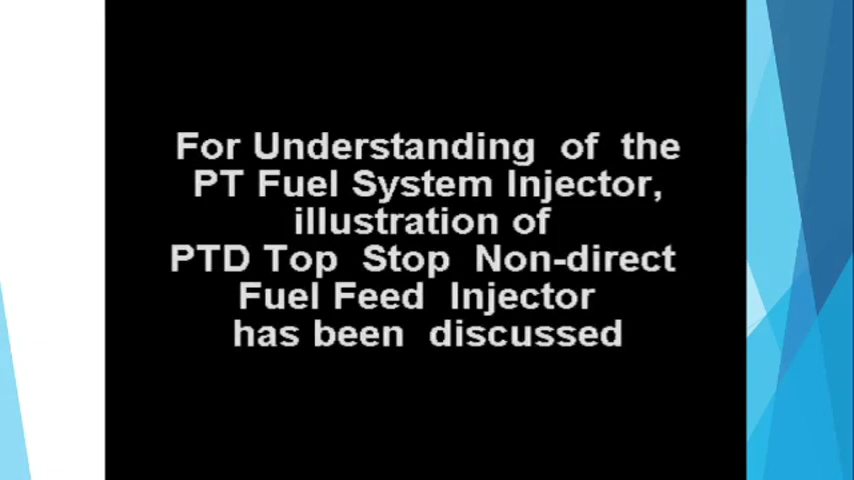 For Understanding of the
PT Fuel System Injector,
illustration of
PTD Top Stop Non-direct
Fuel Feed Injector
has been discussed